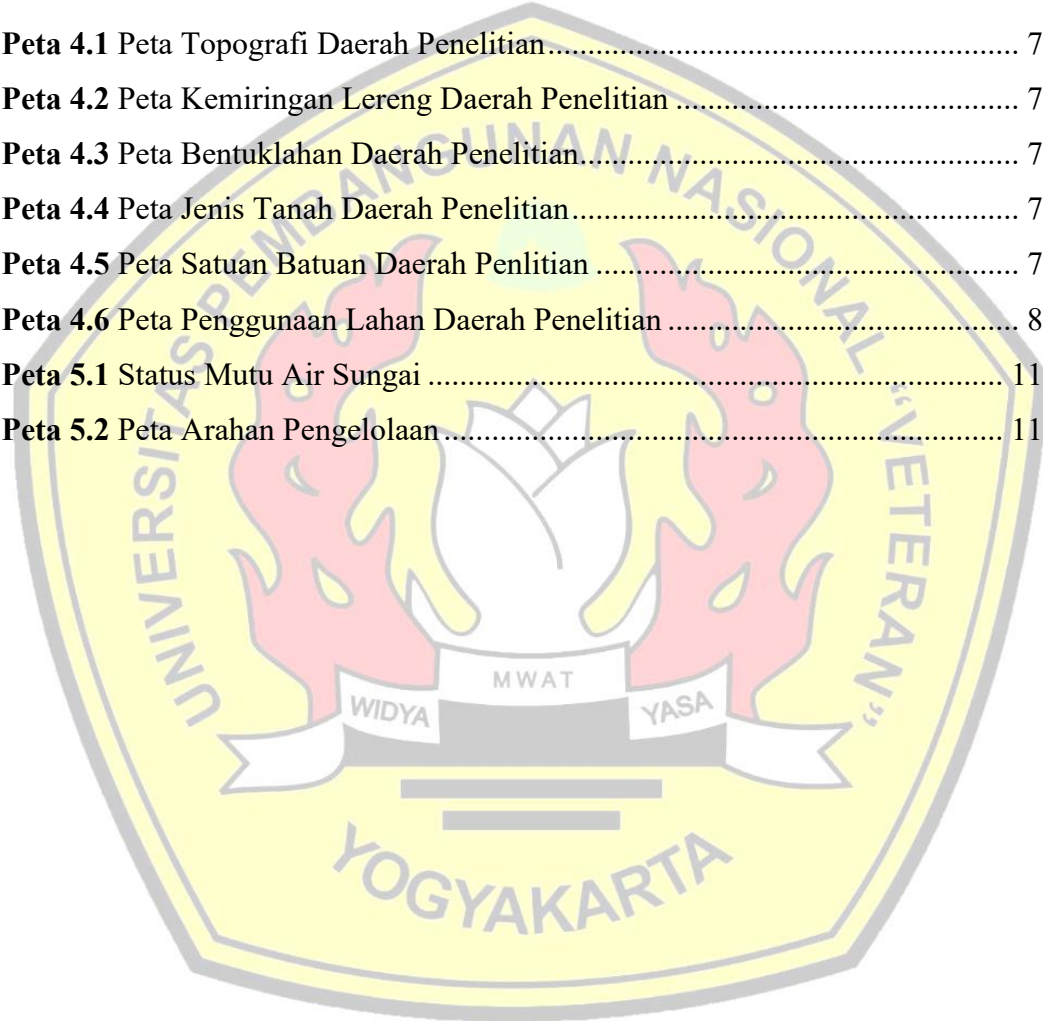 Peta 4.1 Peta Topografi Daerah Penelitian ........................................................... 7
Peta 4.2 Peta Kemiringan Lereng Daerah Penelitian ........................................... 7
Peta 4.3 Peta Bentuklahan Daerah Penelitian ....................................................... 7
Peta 4.4 Peta Jenis Tanah Daerah Penelitian ........................................................ 7
Peta 4.5 Peta Satuan Batuan Daerah Penlitian ..................................................... 7
Peta 4.6 Peta Penggunaan Lahan Daerah Penelitian ............................................ 8
Peta 5.1 Status Mutu Air Sungai ........................................................................ 11
Peta 5.2 Peta Arahan Pengelolaan ...................................................................... 11
UNIVERSITAS PEMBANGUNAN NASIONAL "VETERAN"
MWAT
WIDYA YASA
YOGYAKARTA